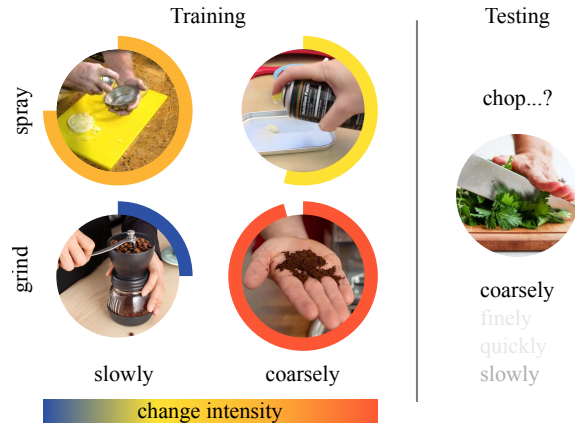 Training
Testing
spray
chop...?
grind
coarsely
finely
quickly
slowly
slowly
coarsely
change intensity